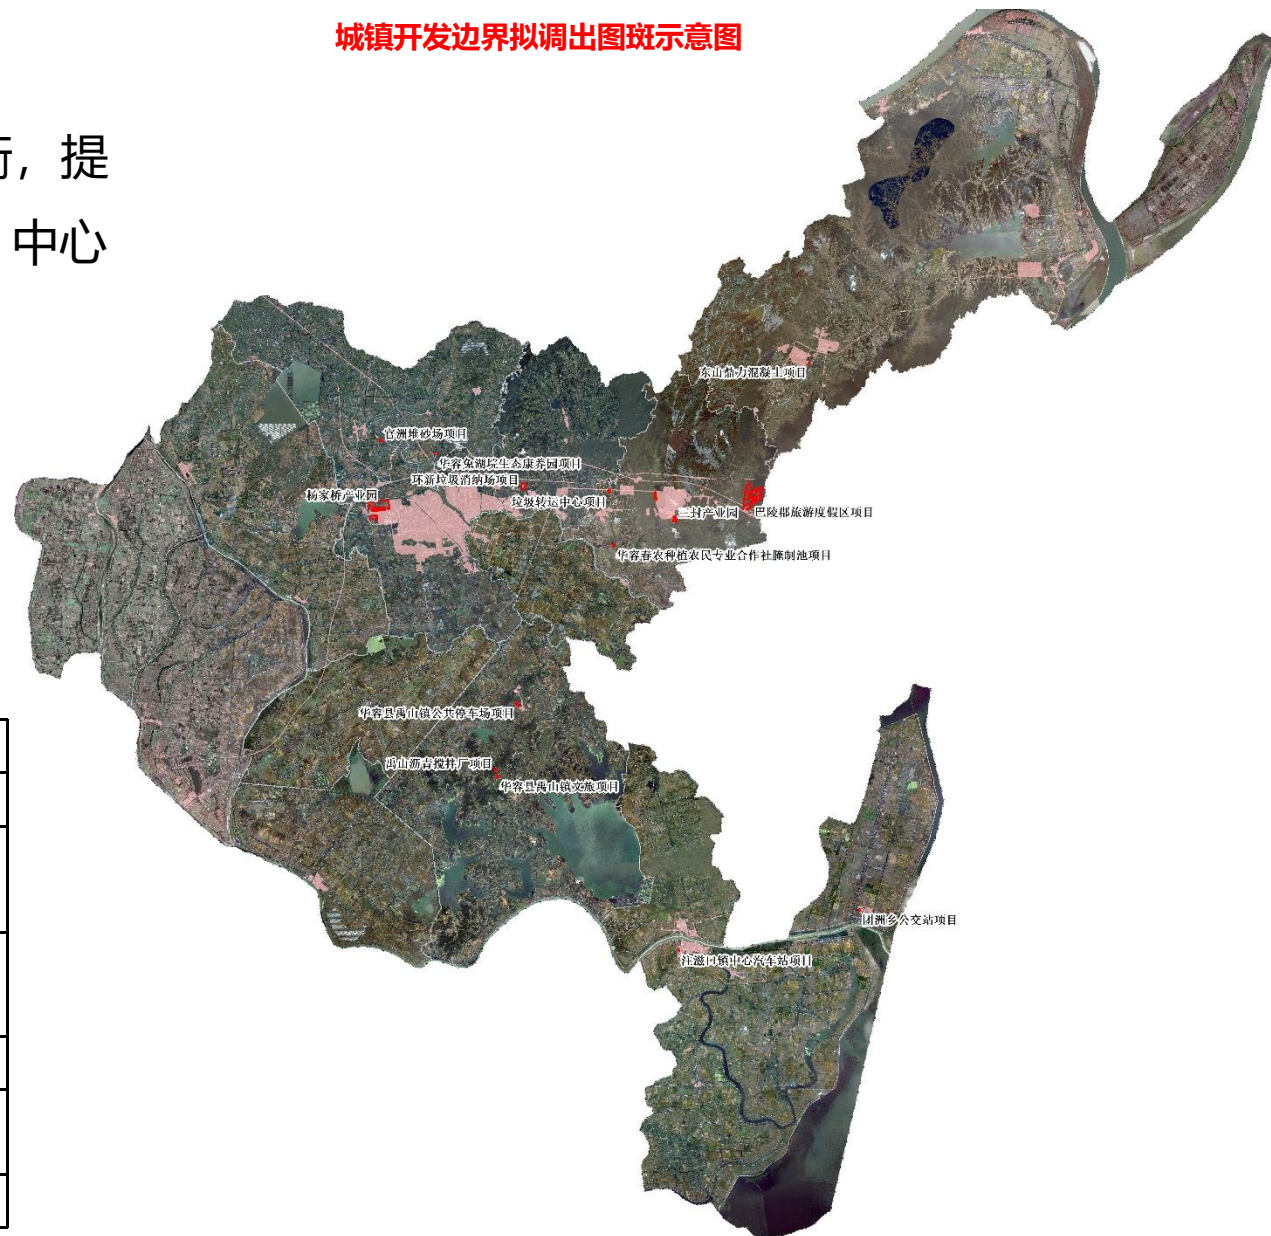 城镇开发边界拟调出图斑示意图
衔，提
中心
东山鼎力混凝土项目
官洲堆砂场项目
华容兔湖垸生态康养园项目
环新垃圾消纳场项目
杨家桥产业园
垃圾转运中心项目
三封产业园
巴陵郡旅游度假区项目
华容春农种植农民专业合作社腌制池项目
华容县禹山镇公共停车场项目
禹山沥青搅拌厂项目
华容县禹山镇文旅项目
团洲乡公交站项目
注滋口镇中心汽车站项目